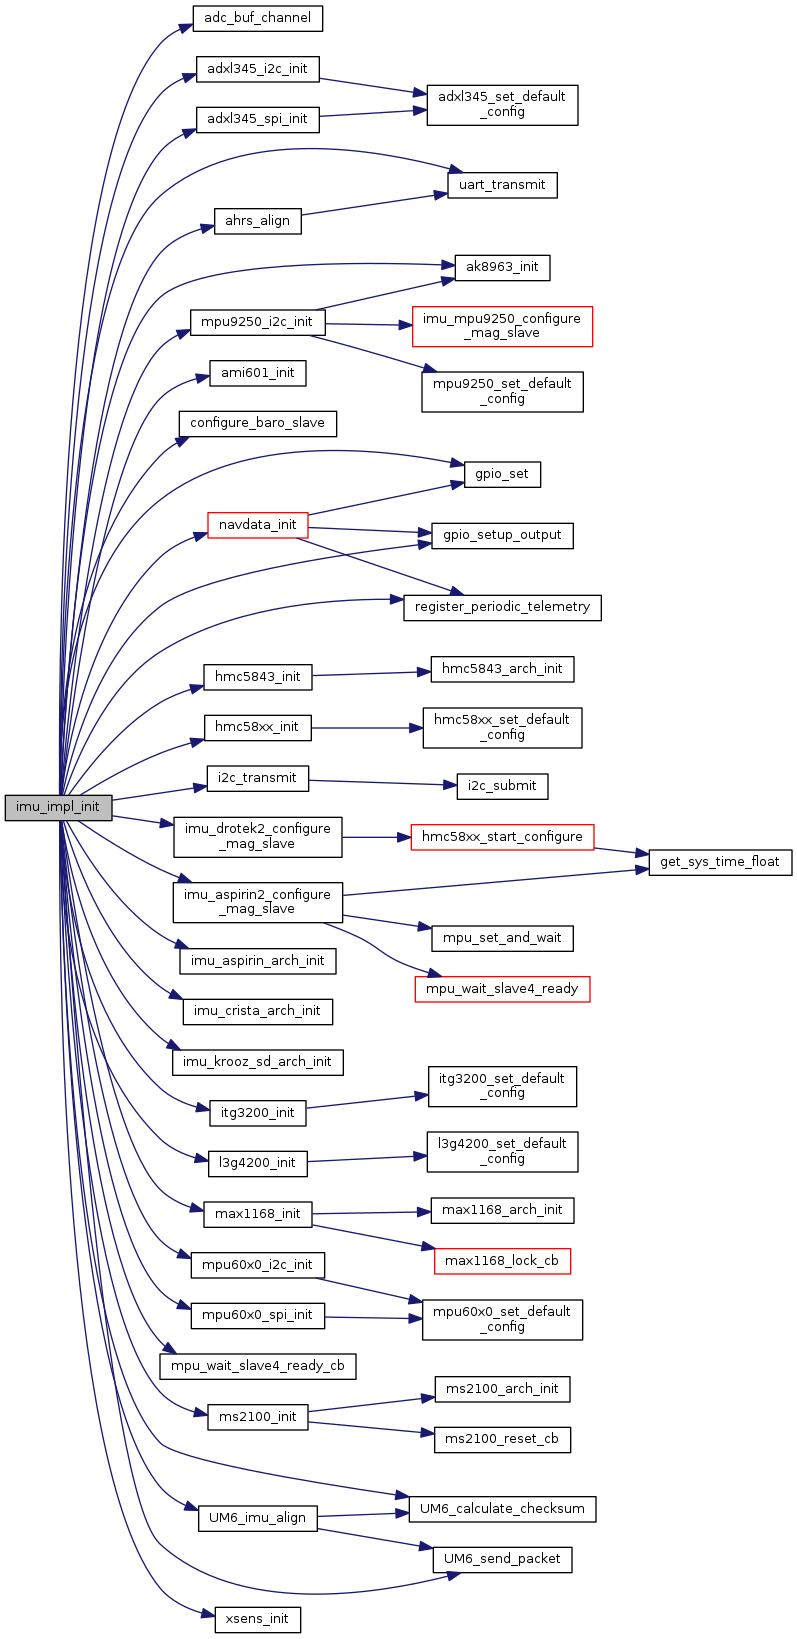 adc_buf_channel
adxl345_i2c_init
adxl345_set_default
_config
adxl345_spi_init
uart_transmit
ahrs_align
ak8963_init
mpu9250_i2c_init
imu_mpu9250_configure
_mag_slave
ami601_init
mpu9250_set_default
_config
configure_baro_slave
gpio_set
navdata_init
gpio_setup_output
register_periodic_telemetry
hmc5843_init
hmc5843_arch_init
hmc58xx_init
hmc58xx_set_default
_config
i2c_transmit
i2c_submit
imu_impl_init
imu_drotek2_configure
_mag_slave
hmc58xx_start_configure
get_sys_time_float
imu_aspirin2_configure
_mag_slave
mpu_set_and_wait
imu_aspirin_arch_init
mpu_wait_slave4_ready
imu_crista_arch_init
imu_krooz_sd_arch_init
itg3200_set_default
_config
itg3200_init
l3g4200_set_default
_config
l3g4200_init
max1168_init
max1168_arch_init
mpu60x0_i2c_init
max1168_lock_cb
mpu60x0_spi_init
mpu60x0_set_default
_config
mpu_wait_slave4_ready_cb
ms2100_arch_init
ms2100_init
ms2100_reset_cb
UM6_calculate_checksum
UM6_imu_align
UM6_send_packet
xsens_init